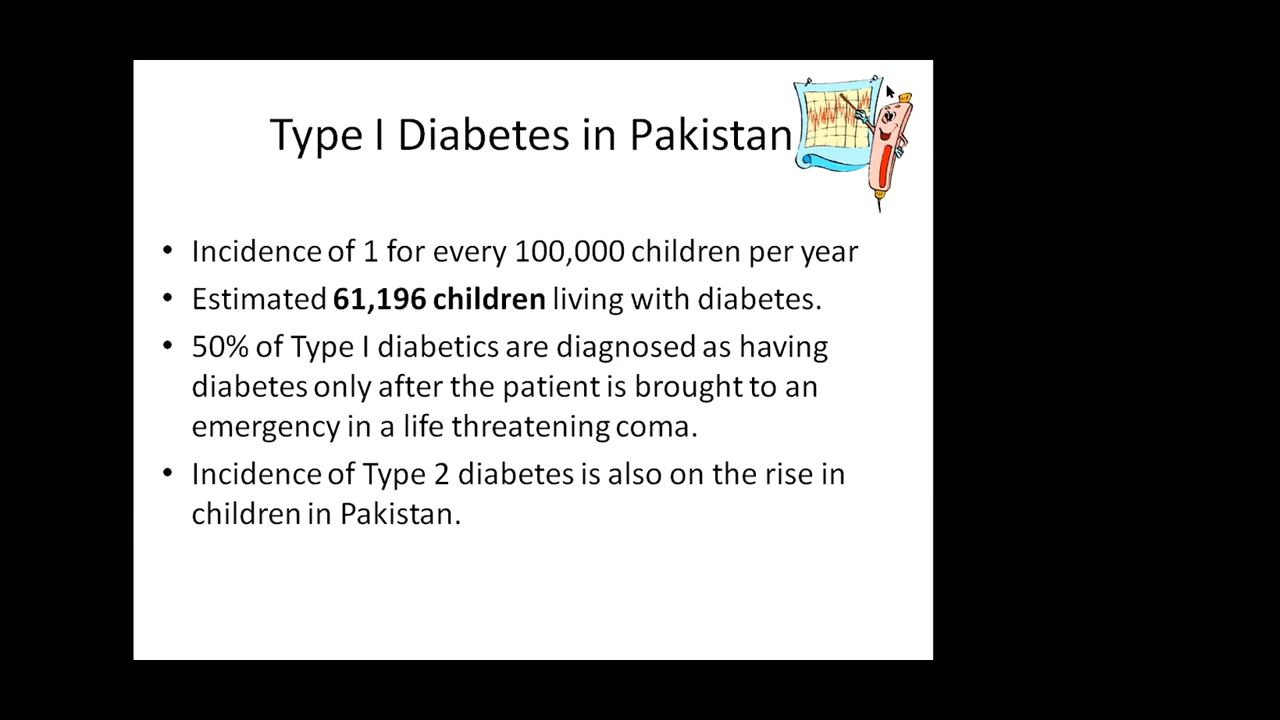 Type I Diabetes in Pakistan
• Incidence of 1 for every 100,000 children per year
• Estimated 61,196 children living with diabetes.
• 50% of Type I diabetics are diagnosed as having
diabetes only after the patient is brought to an
emergency in a life threatening coma.
• Incidence of Type 2 diabetes is also on the rise in
children in Pakistan.